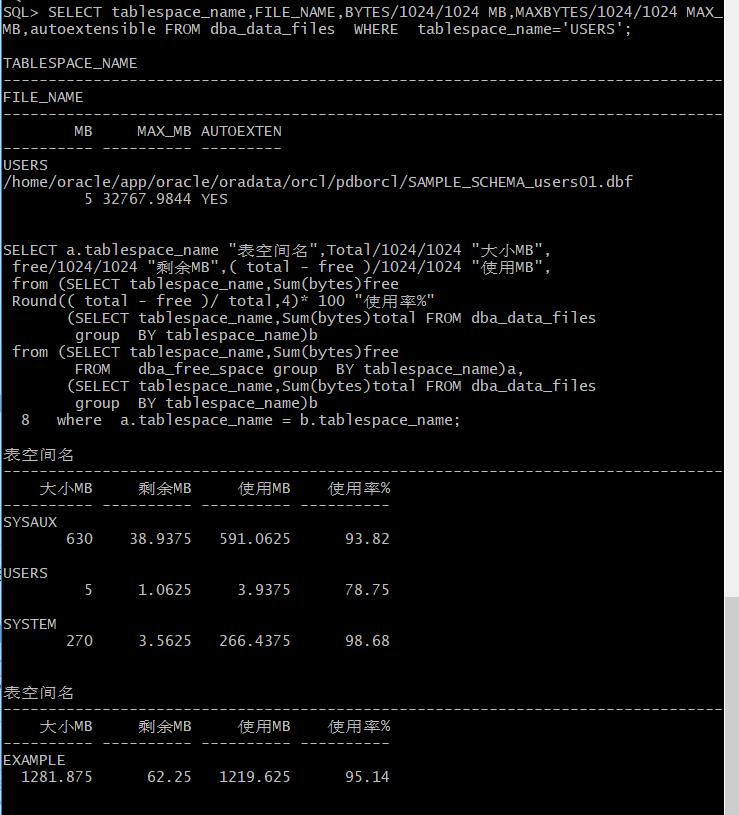 SQL> SELECT tablespace_name,FILE_NAME,BYTES/1024/1024 MB,MAXBYTES/1024/1024 MAX_
MB,autoextensible FROM dba_data_files  WHERE  tablespace_name='USERS';
TABLESPACE_NAME
--------------------------------------------------------------------------------
FILE_NAME
--------------------------------------------------------------------------------
        MB     MAX_MB AUTOEXTEN
---------- ---------- ---------
USERS
/home/oracle/app/oracle/oradata/orcl/pdborcl/SAMPLE_SCHEMA_users01.dbf
         5 32767.9844 YES
SELECT a.tablespace_name "表空间名",Total/1024/1024 "大小MB",
 free/1024/1024 "剩余MB",( total - free )/1024/1024 "使用MB",
 from (SELECT tablespace_name,Sum(bytes)free
 Round(( total - free )/ total,4)* 100 "使用率%"
       (SELECT tablespace_name,Sum(bytes)total FROM dba_data_files
        group  BY tablespace_name)b
 from (SELECT tablespace_name,Sum(bytes)free
        FROM   dba_free_space group  BY tablespace_name)a,
       (SELECT tablespace_name,Sum(bytes)total FROM dba_data_files
        group  BY tablespace_name)b
  8   where  a.tablespace_name = b.tablespace_name;
表空间名
--------------------------------------------------------------------------------
    大小MB     剩余MB     使用MB    使用率%
---------- ---------- ---------- ----------
SYSAUX
       630    38.9375   591.0625      93.82
USERS
         5     1.0625     3.9375      78.75
SYSTEM
       270     3.5625   266.4375      98.68
表空间名
--------------------------------------------------------------------------------
    大小MB     剩余MB     使用MB    使用率%
---------- ---------- ---------- ----------
EXAMPLE
  1281.875      62.25   1219.625      95.14